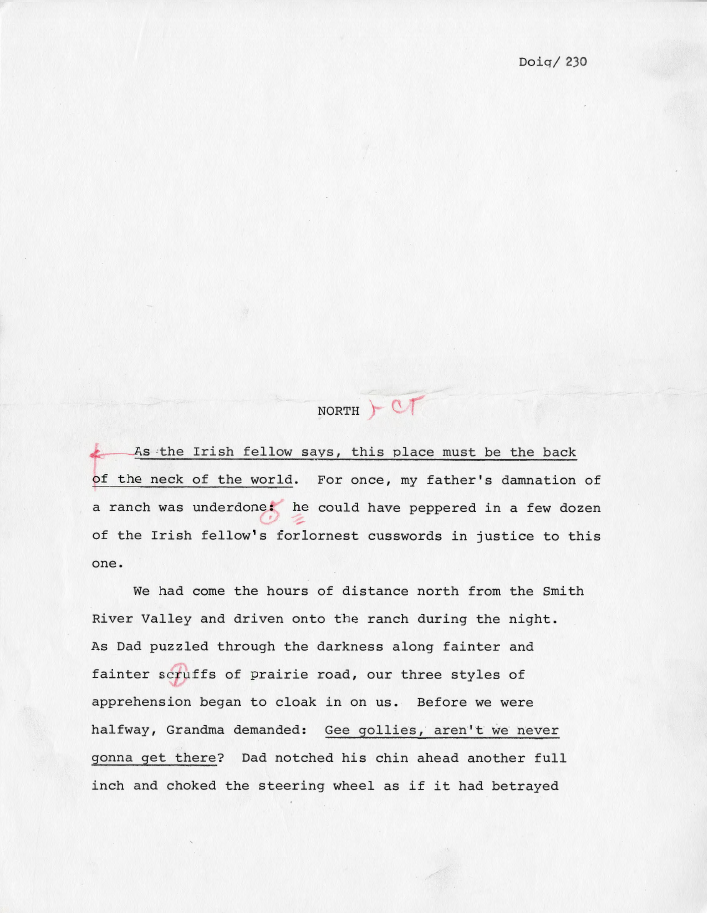 Doig/ 230
NORTH } CT
As the Irish fellow says, this place must be the back
of the neck of the world. For once, my father's damnation of
a ranch was underdone: he could have peppered in a few dozen
of the Irish fellow's forlornest cusswords in justice to this
one.
We had come the hours of distance north from the Smith
River Valley and driven onto the ranch during the night.
As Dad puzzled through the darkness along fainter and
fainter scruffs of prairie road, our three styles of
apprehension began to cloak in on us. Before we were
halfway, Grandma demanded: Gee gollies, aren't we never
gonna get there? Dad notched his chin ahead another full
inch and choked the steering wheel as if it had betrayed